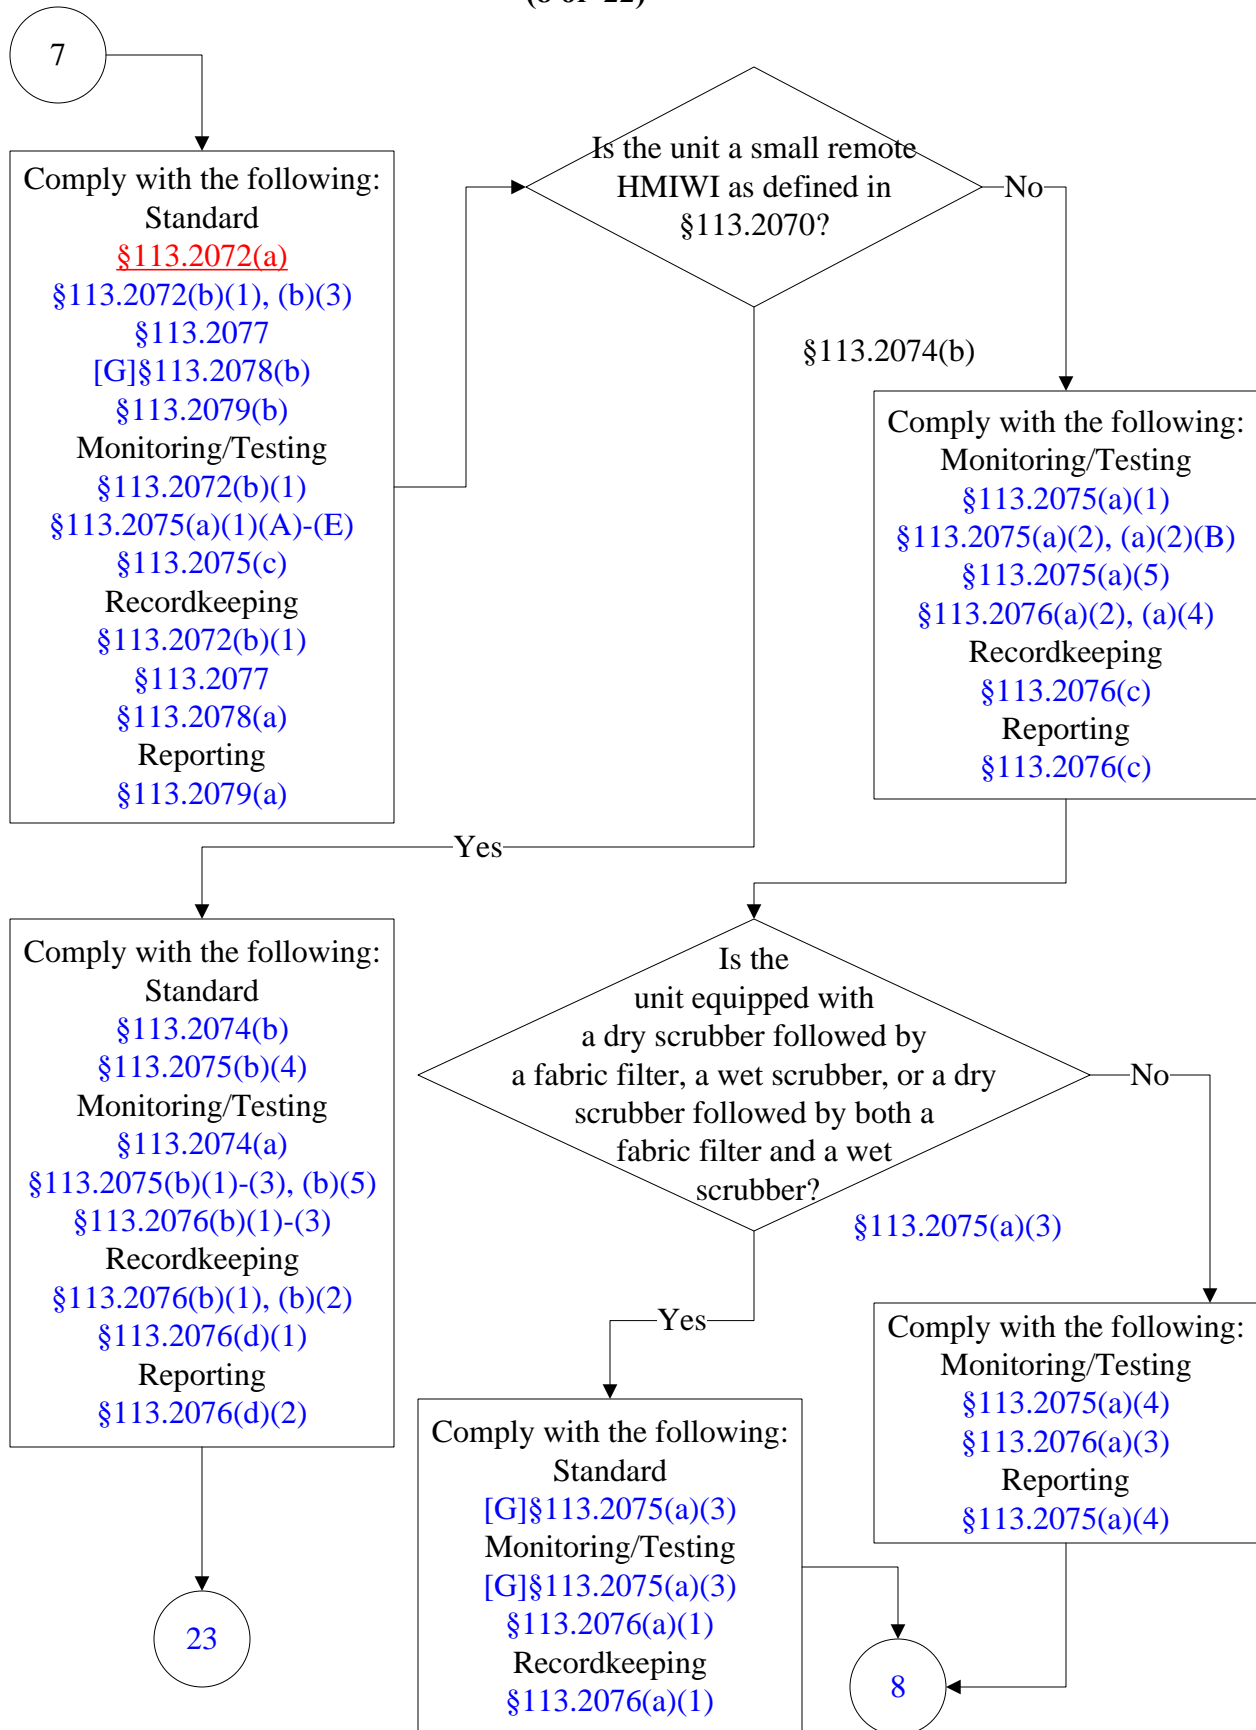 (8 of 22)
7
Comply with the following:
Standard
§113.2072(a)
§113.2072(b)(1), (b)(3)
§113.2077
[G]§113.2078(b)
§113.2079(b)
Monitoring/Testing
§113.2072(b)(1)
§113.2075(a)(1)(A)-(E)
§113.2075(c)
Recordkeeping
§113.2072(b)(1)
§113.2077
§113.2078(a)
Reporting
§113.2079(a)
Is the unit a small remote
HMIWI as defined in
§113.2070?
No
§113.2074(b)
Comply with the following:
Monitoring/Testing
§113.2075(a)(1)
§113.2075(a)(2), (a)(2)(B)
§113.2075(a)(5)
§113.2076(a)(2), (a)(4)
Recordkeeping
§113.2076(c)
Reporting
§113.2076(c)
Yes
Comply with the following:
Standard
§113.2074(b)
§113.2075(b)(4)
Monitoring/Testing
§113.2074(a)
§113.2075(b)(1)-(3), (b)(5)
§113.2076(b)(1)-(3)
Recordkeeping
§113.2076(b)(1), (b)(2)
§113.2076(d)(1)
Reporting
§113.2076(d)(2)
23
Is the
unit equipped with
a dry scrubber followed by
a fabric filter, a wet scrubber, or a dry
scrubber followed by both a
fabric filter and a wet
scrubber?
No
§113.2075(a)(3)
Yes
Comply with the following:
Standard
[G]§113.2075(a)(3)
Monitoring/Testing
[G]§113.2075(a)(3)
§113.2076(a)(1)
Recordkeeping
§113.2076(a)(1)
Comply with the following:
Monitoring/Testing
§113.2075(a)(4)
§113.2076(a)(3)
Reporting
§113.2075(a)(4)
8